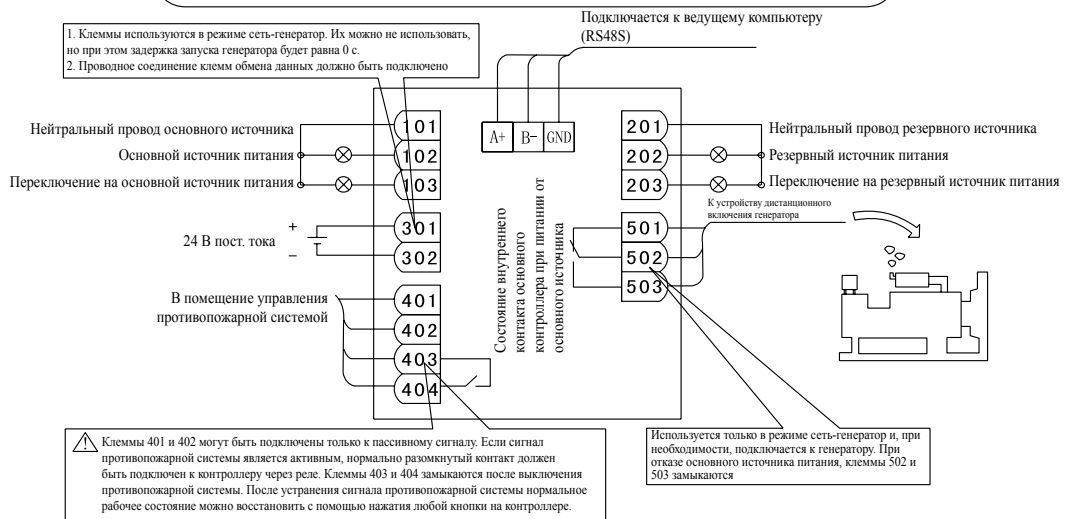 Подключается к ведущему компьютеру
(RS48S)
1. Клеммы используются в режиме сеть-генератор. Их можно не использовать,
но при этом задержка запуска генератора будет равна 0 с.
2. Проводное соединение клемм обмена данных должно быть подключено
A+ B- GND
Нейтральный провод основного источника
Основной источник питания
Переключение на основной источник питания
101
102
103
24 В пост. тока
+
−
301
302
В помещение управления
противопожарной системой
401
402
403
404
Состояние внутреннего
контакта основного
контроллера при питании от
основного источника
201
202
203
Нейтральный провод резервного источника
Резервный источник питания
Переключение на резервный источник питания
К устройству дистанционного
включения генератора
501
502
503
Клеммы 401 и 402 могут быть подключены только к пассивному сигналу. Если сигнал
противопожарной системы является активным, нормально разомкнутый контакт должен
быть подключен к контроллеру через реле. Клеммы 403 и 404 замыкаются после выключения
противопожарной системы. После устранения сигнала противопожарной системы нормальное
рабочее состояние можно восстановить с помощью нажатия любой кнопки на контроллере.
Используется только в режиме сеть-генератор и, при
необходимости, подключается к генератору. При
отказе основного источника питания, клеммы 502 и
503 замыкаются